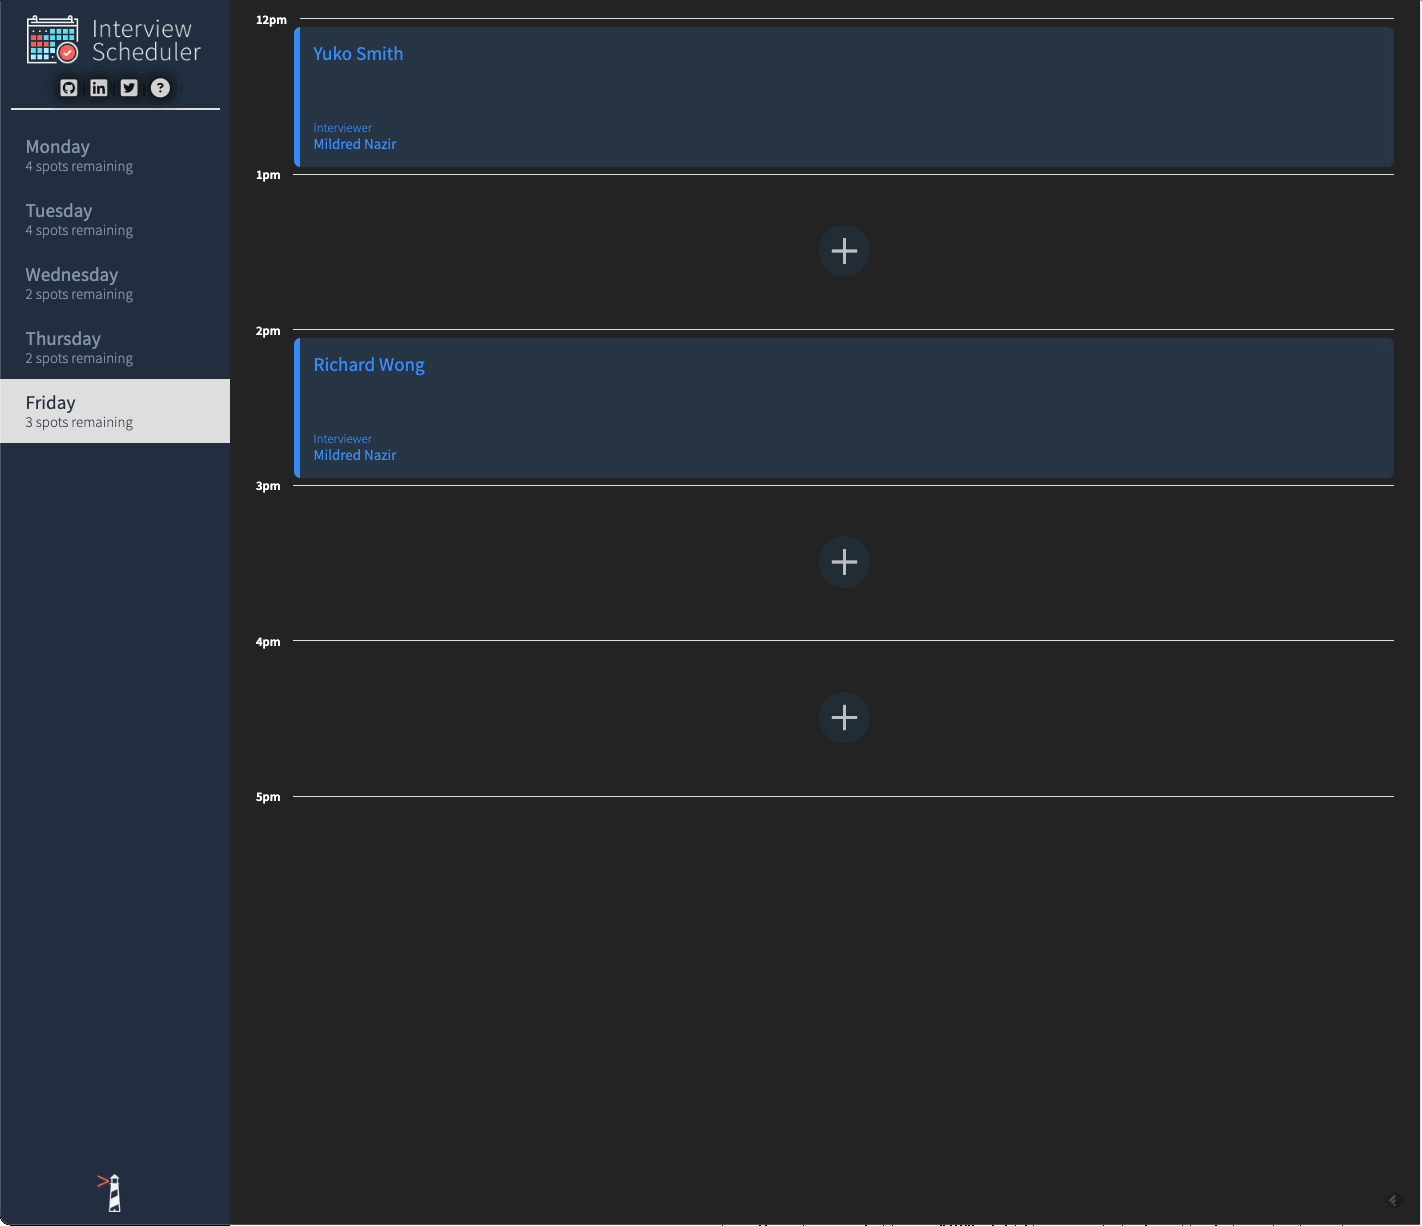 Interview
Scheduler
Monday
4 spots remaining
Tuesday
4 spots remaining
Wednesday
2 spots remaining
Thursday
2 spots remaining
Friday
3 spots remaining
12pm
Yuko Smith
Interviewer
Mildred Nazir
1pm
2pm
Richard Wong
Interviewer
Mildred Nazir
3pm
4pm
5pm